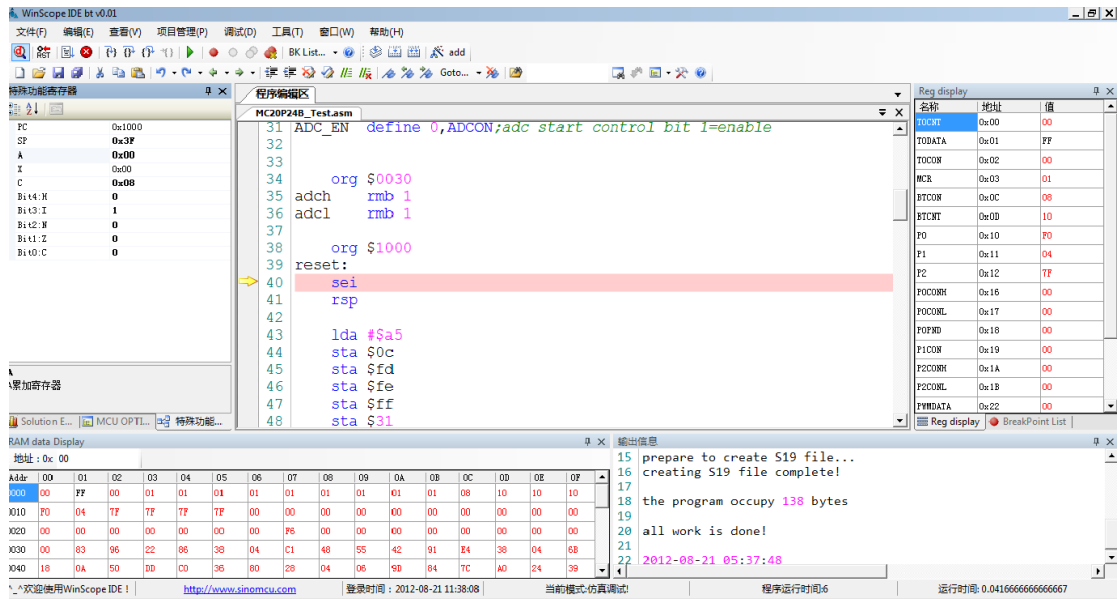 WinScope IDE bt v0.01
文件(F) 编辑(E) 查看(V) 项目管理(P) 调试(D) 工具(T) 窗口(W) 帮助(H)
RST BK List... add
Goto...
特殊功能寄存器
PC 0x1000
SP 0x3F
A 0x00
X 0x00
C 0x08
Bit4:H 0
Bit3:I 1
Bit2:N 0
Bit1:Z 0
Bit0:C 0
A
累加寄存器
Solution E... MCU OPTI... 特殊功能...
程序编辑区
MC20P24B_Test.asm
31 ADC_EN define 0,ADCON;adc start control bit 1=enable
32
33
34 org $0030
35 adch rmb 1
36 adcl rmb 1
37
38 org $1000
39 reset:
40 sei
41 rsp
42
43 lda #$a5
44 sta $0c
45 sta $fd
46 sta $fe
47 sta $ff
48 sta $31
Reg display
名称 地址 值
TOCNT 0x00 00
TODATA 0x01 FF
TOCON 0x02 00
MCR 0x03 01
BTCON 0x0C 08
BTCNT 0x0D 10
P0 0x10 F0
P1 0x11 04
P2 0x12 7F
POCONH 0x16 00
POCONL 0x17 00
POPND 0x18 00
P1CON 0x19 00
P2CONH 0x1A 00
P2CONL 0x1B 00
PWMDATA 0x22 00
Reg display BreakPoint List
RAM data Display
地址：0x 00
Addr 00 01 02 03 04 05 06 07 08 09 0A 0B 0C 0D 0E 0F
0000 00 FF 00 01 01 01 01 01 01 01 01 01 08 10 10 10
0010 F0 04 7F 7F 7F 7F 00 00 00 00 00 00 00 00 00 00
0020 00 00 00 00 00 00 00 F6 00 00 00 00 00 00 00 00
0030 00 83 96 22 86 38 04 C1 48 55 42 91 E4 38 04 6B
0040 18 0A 50 DD C0 36 80 28 04 06 9D 84 7C A0 24 39
输出信息
15 prepare to create S19 file...
16 creating S19 file complete!
17
18 the program occupy 138 bytes
19
20 all work is done!
21
22 2012-08-21 05:37:48
^_^欢迎使用WinScope IDE！ http://www.sinomcu.com 登录时间：2012-08-21 11:38:08 当前模式:仿真调试! 程序运行时间:6 运行时间: 0.0416666666666667